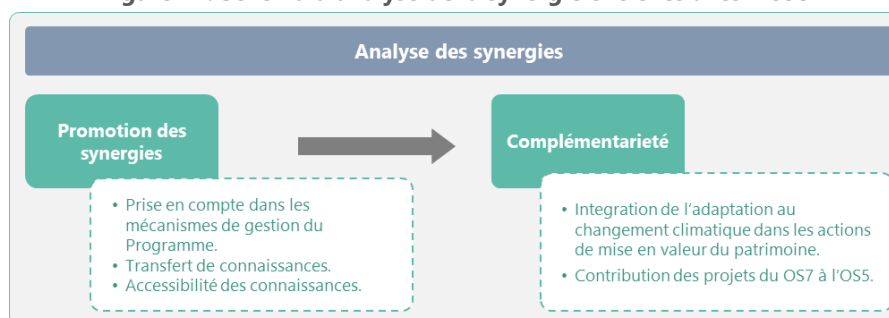 Analyse des synergies
Promotion des
synergies
Complémentarieté
• Prise en compte dans les
mécanismes de gestion du
Programme.
• Transfert de connaissances.
• Accessibilité des connaissances.
• Integration de l'adaptation au
changement climatique dans les actions
de mise en valeur du patrimoine.
• Contribution des projets du OS7 à l'OS5.